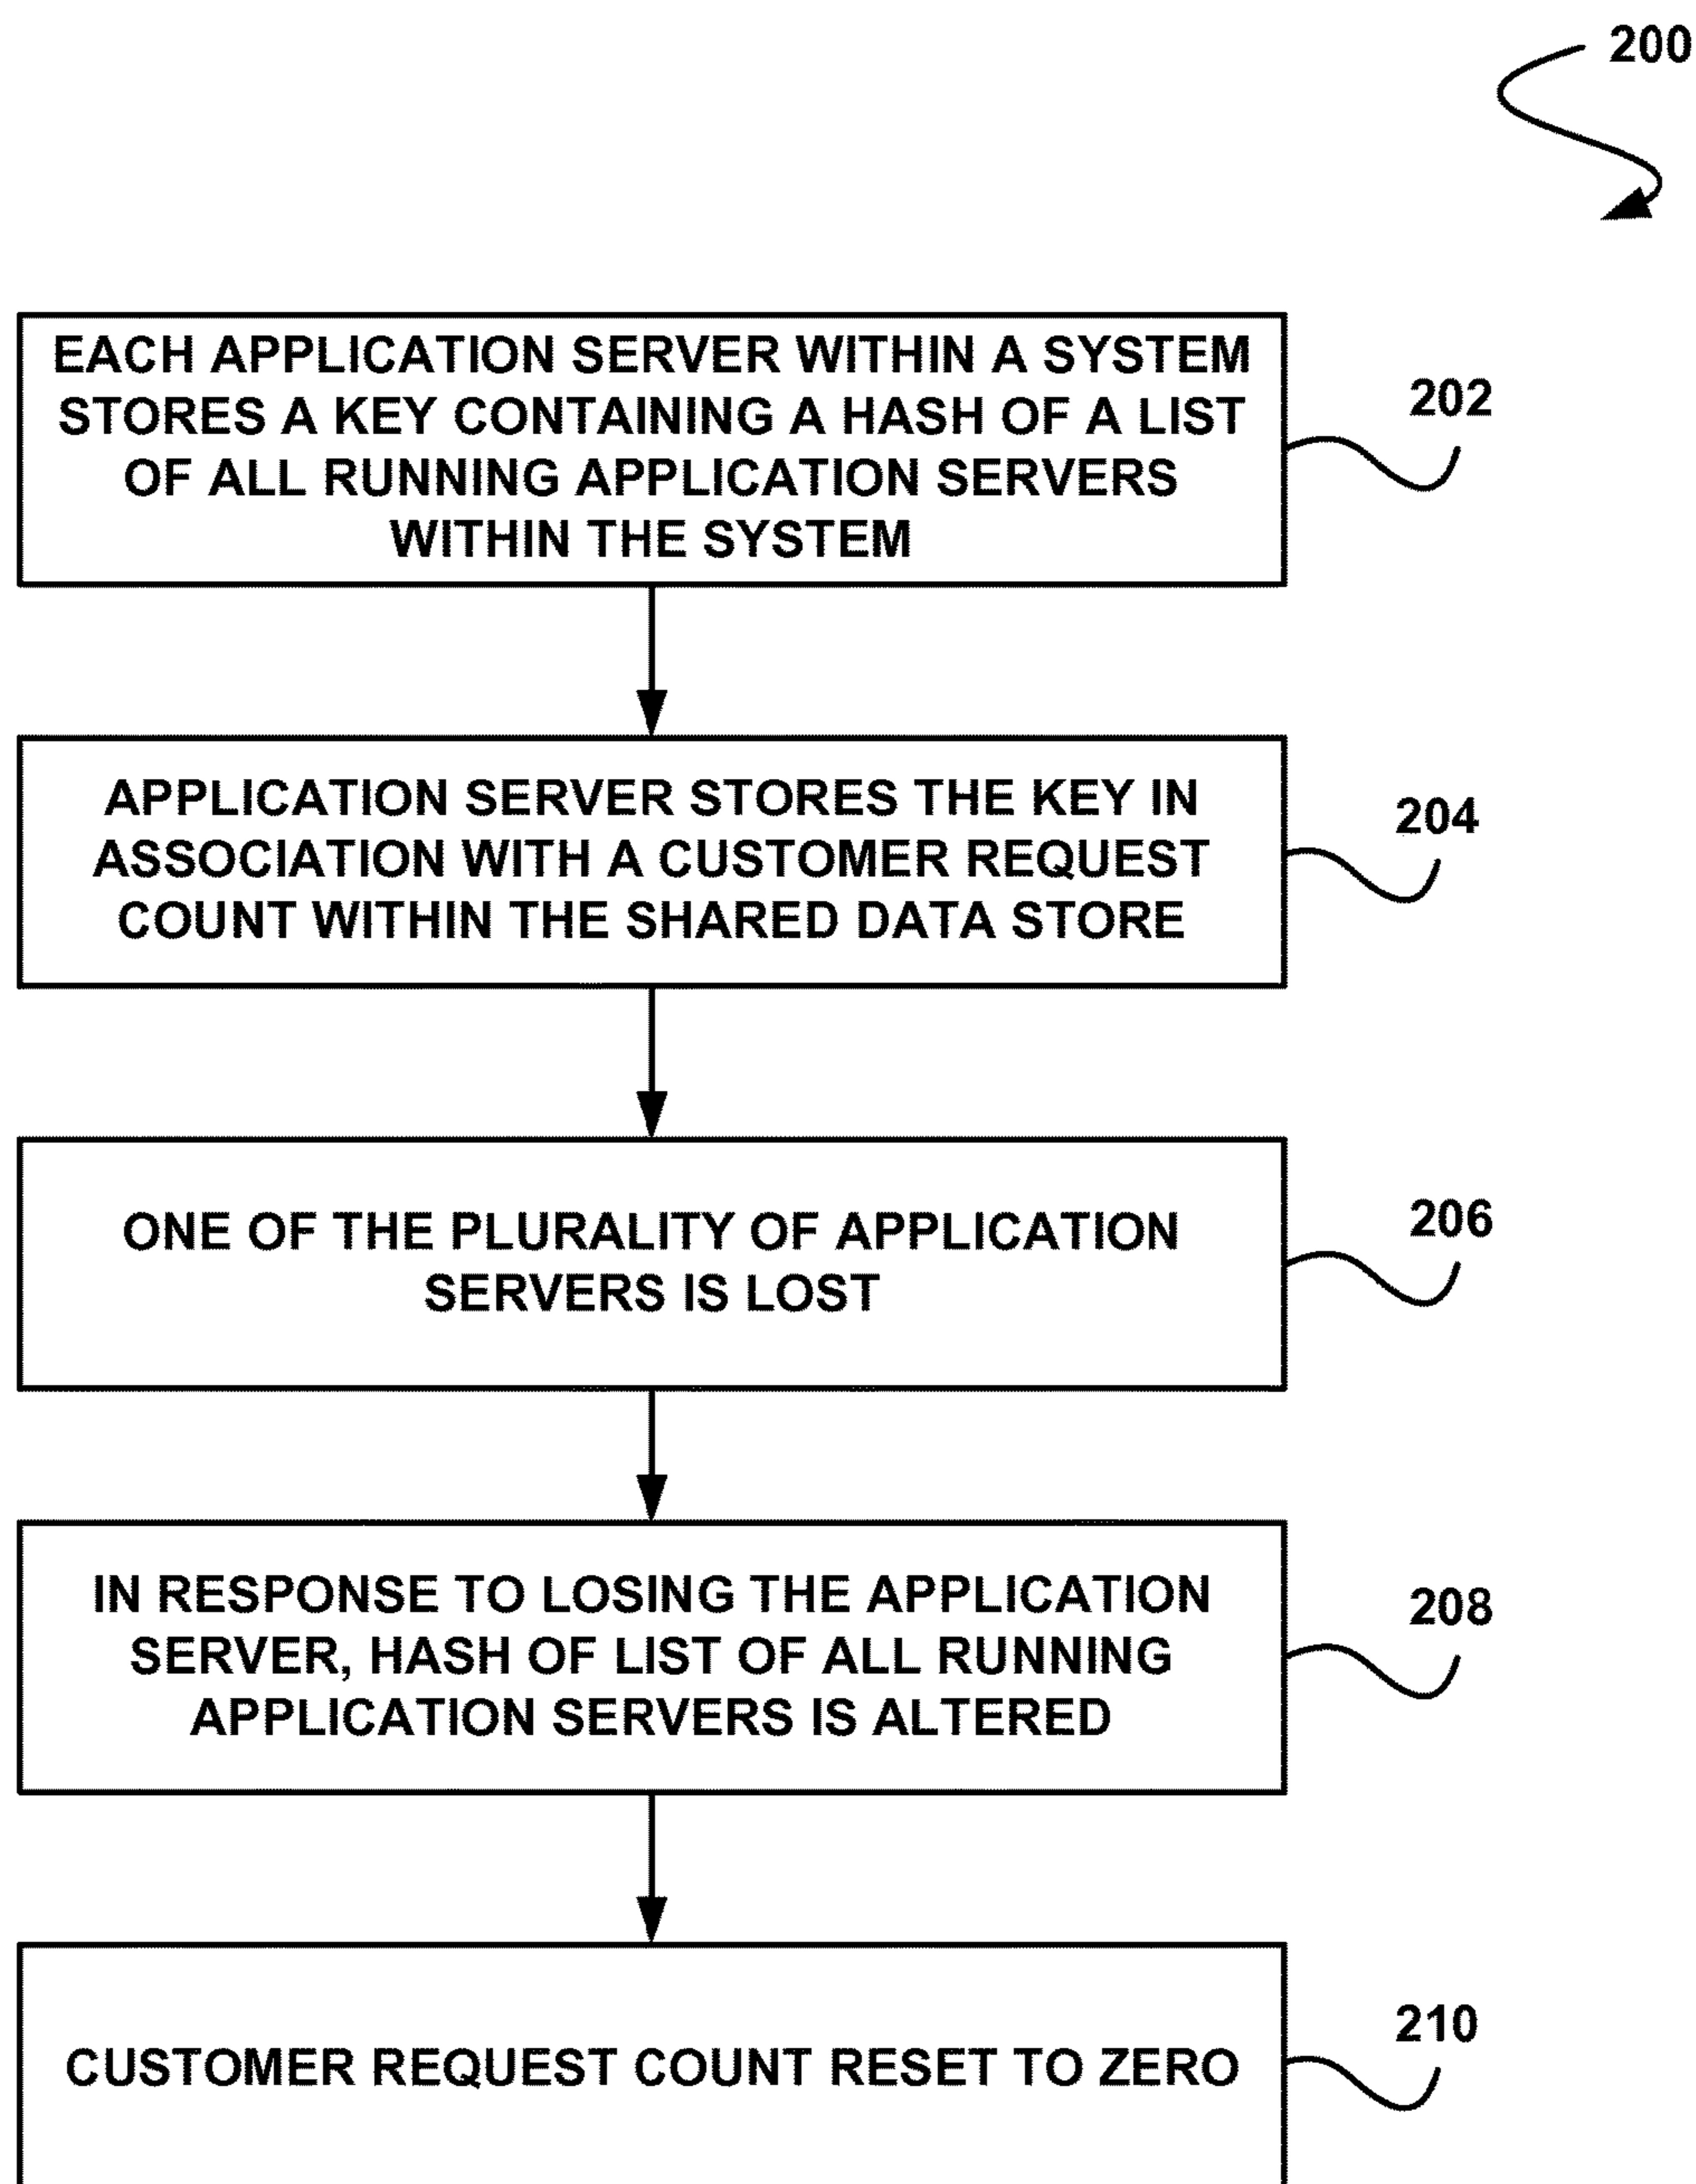 200
EACH APPLICATION SERVER WITHIN A SYSTEM
STORES A KEY CONTAINING A HASH OF A LIST
OF ALL RUNNING APPLICATION SERVERS
WITHIN THE SYSTEM
202
APPLICATION SERVER STORES THE KEY IN
ASSOCIATION WITH A CUSTOMER REQUEST
COUNT WITHIN THE SHARED DATA STORE
204
ONE OF THE PLURALITY OF APPLICATION
SERVERS IS LOST
206
IN RESPONSE TO LOSING THE APPLICATION
SERVER, HASH OF LIST OF ALL RUNNING
APPLICATION SERVERS IS ALTERED
208
CUSTOMER REQUEST COUNT RESET TO ZERO
210